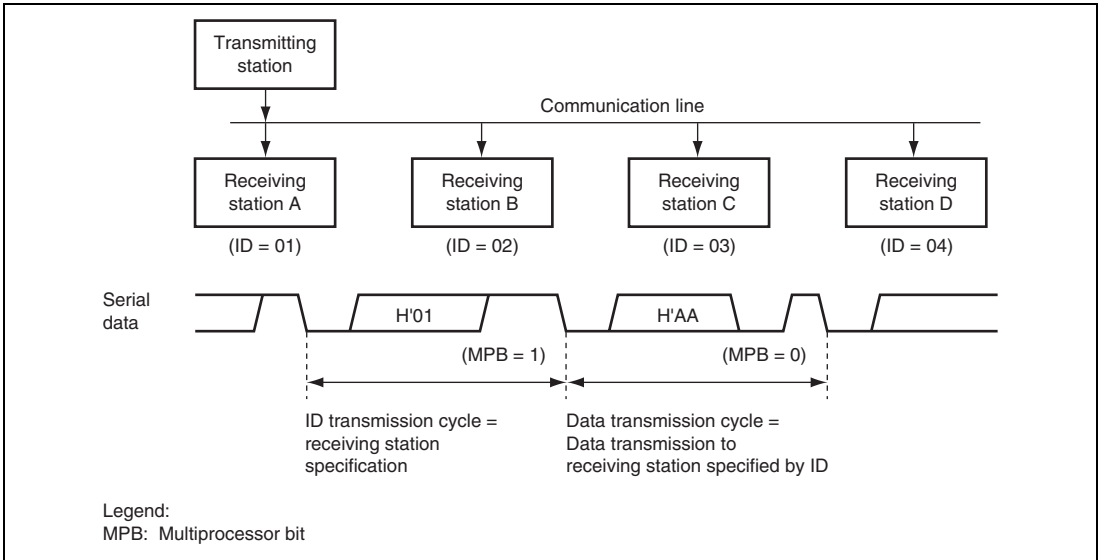 Transmitting
station
Communication line
Receiving
station A
Receiving
station B
Receiving
station C
Receiving
station D
(ID = 01)
(ID = 02)
(ID = 03)
(ID = 04)
Serial
data
H'01
H'AA
(MPB = 1)
(MPB = 0)
ID transmission cycle =
receiving station
specification
Data transmission cycle =
Data transmission to
receiving station specified by ID
Legend:
MPB: Multiprocessor bit